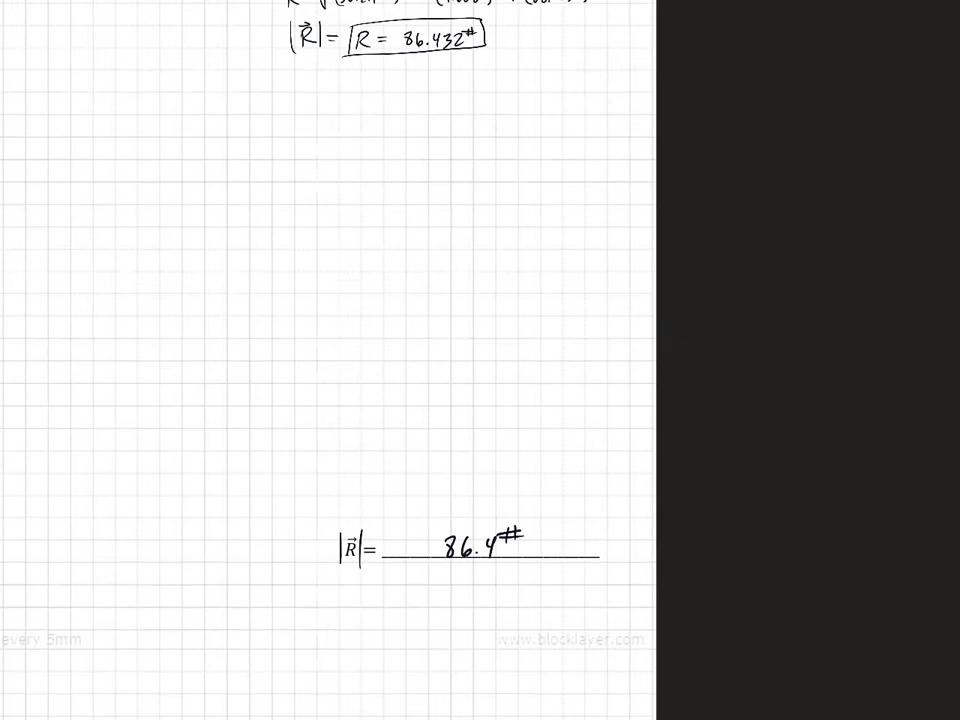 |R⃗| = R = 86.432#
|R⃗| = 86.4#
every 5mm
www.blocklayer.com